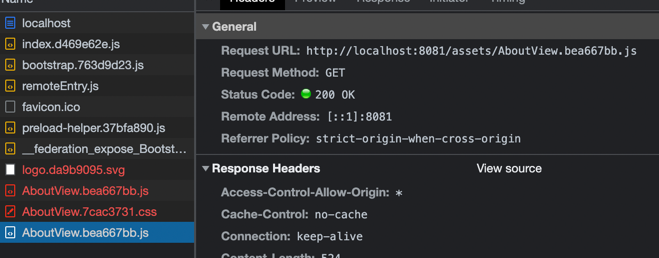 Name
Headers
Preview
Response
Initiator
Timing
localhost
index.d469e62e.js
bootstrap.763d9d23.js
remoteEntry.js
favicon.ico
preload-helper.37bfa890.js
__federation_expose_Bootst…
logo.da9b9095.svg
AboutView.bea667bb.js
AboutView.7cac3731.css
AboutView.bea667bb.js
General
Request URL: http://localhost:8081/assets/AboutView.bea667bb.js
Request Method: GET
Status Code: 200 OK
Remote Address: [::1]:8081
Referrer Policy: strict-origin-when-cross-origin
Response Headers View source
Access-Control-Allow-Origin: *
Cache-Control: no-cache
Connection: keep-alive
Content-Length: 524